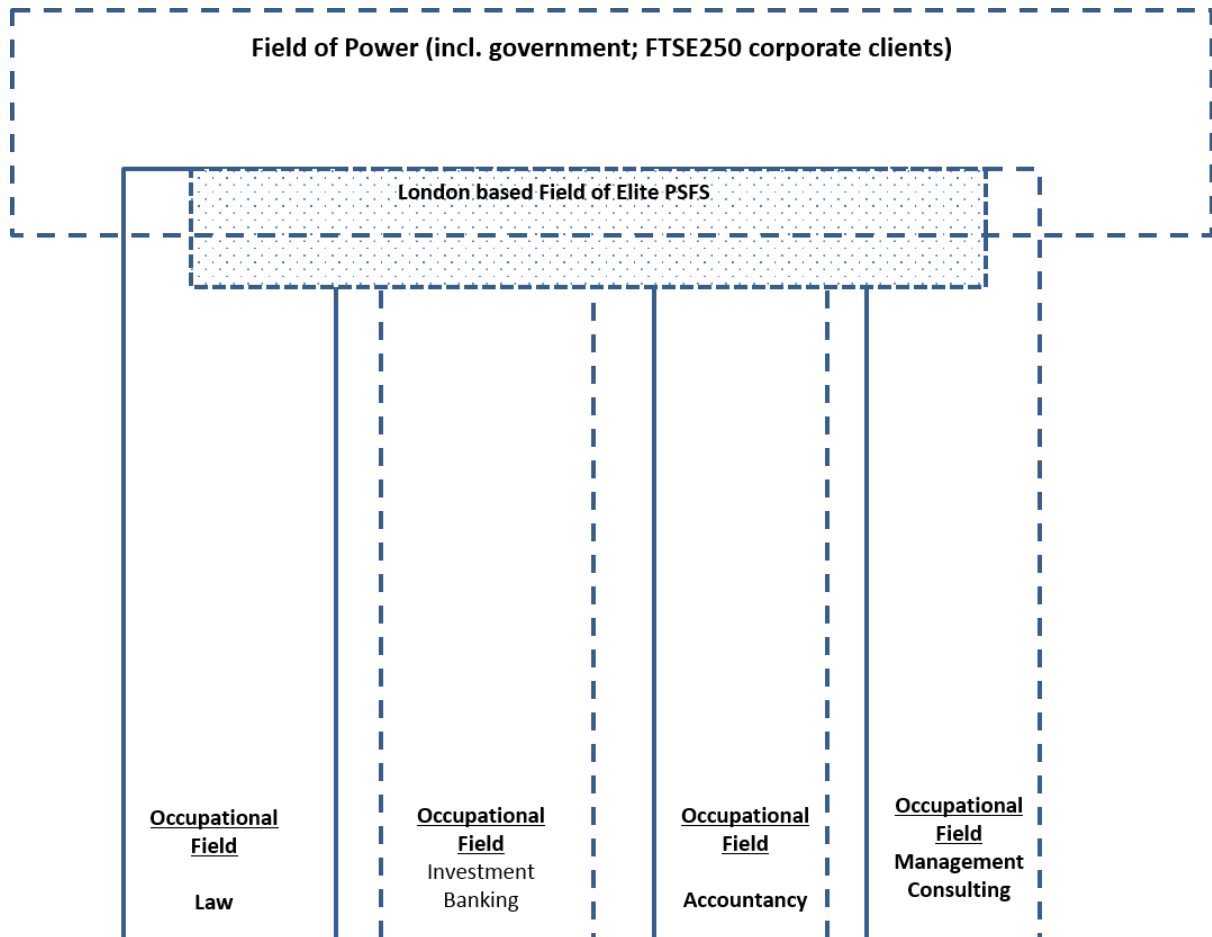 Field of Power (incl. government; FTSE250 corporate clients)
London based Field of Elite PSFS
Occupational
Field
Law
Occupational
Field
Investment
Banking
Occupational
Field
Accountancy
Occupational
Field
Management
Consulting